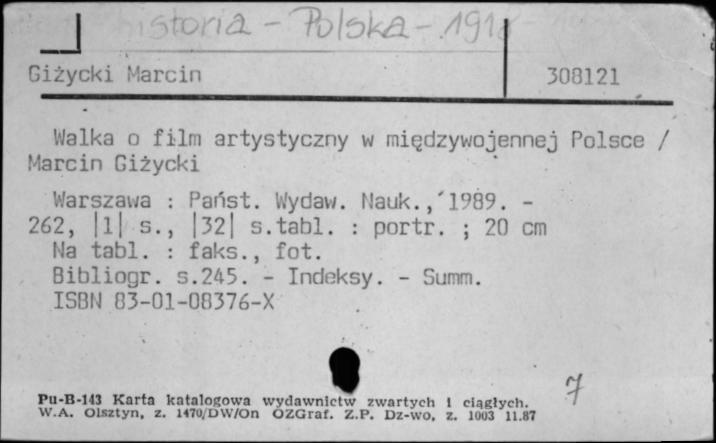 historia - Polska - 191
Giżycki Marcin 308121
Walka o film artystyczny w międzywojennej Polsce /
Marcin Giżycki
Warszawa : Państ. Wydaw. Nauk., 1989. -
262, |1| s., |32| s.tabl. : portr. ; 20 cm
Na tabl. : faks., fot.
Bibliogr. s.245. - Indeksy. - Summ.
ISBN 83-01-08376-X
7
Pu-B-143 Karta katalogowa wydawnictw zwartych i ciągłych.
W.A. Olsztyn, z. 1470/DW/On OZGraf. Z.P. Dz-wo, z. 1003 11.87